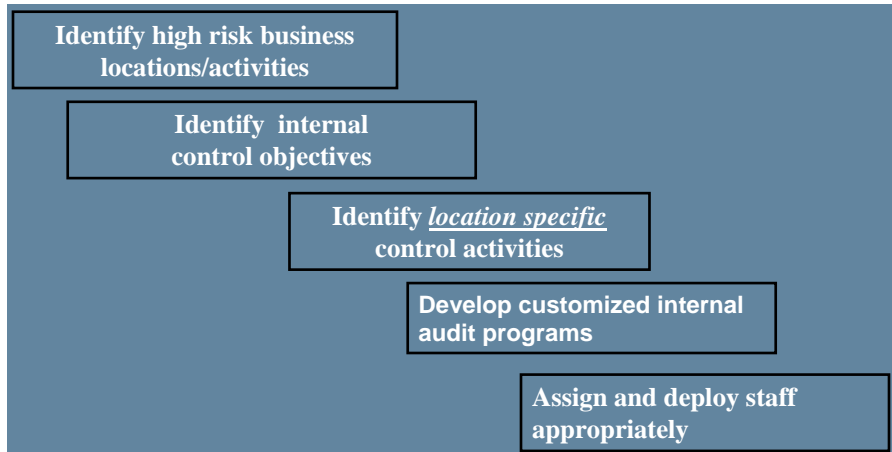 Identify high risk business
locations/activities
Identify internal
control objectives
Identify location specific
control activities
Develop customized internal
audit programs
Assign and deploy staff
appropriately